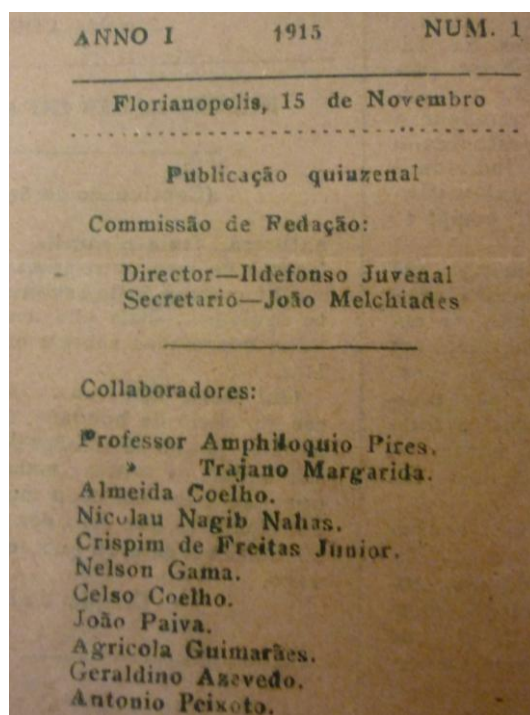 ANNO I 1915 NUM. 1
Florianopolis, 15 de Novembro
Publicação quinzenal
Commissão de Redação:
Director—Ildefonso Juvenal
Secretario—João Melchiades
Collaboradores:
Professor Amphiloquio Pires.
» Trajano Margarida.
Almeida Coelho.
Nicolau Nagib Nahas.
Crispim de Freitas Junior.
Nelson Gama.
Celso Coelho.
João Paiva.
Agricola Guimarães.
Geraldino Azevedo.
Antonio Peixoto.